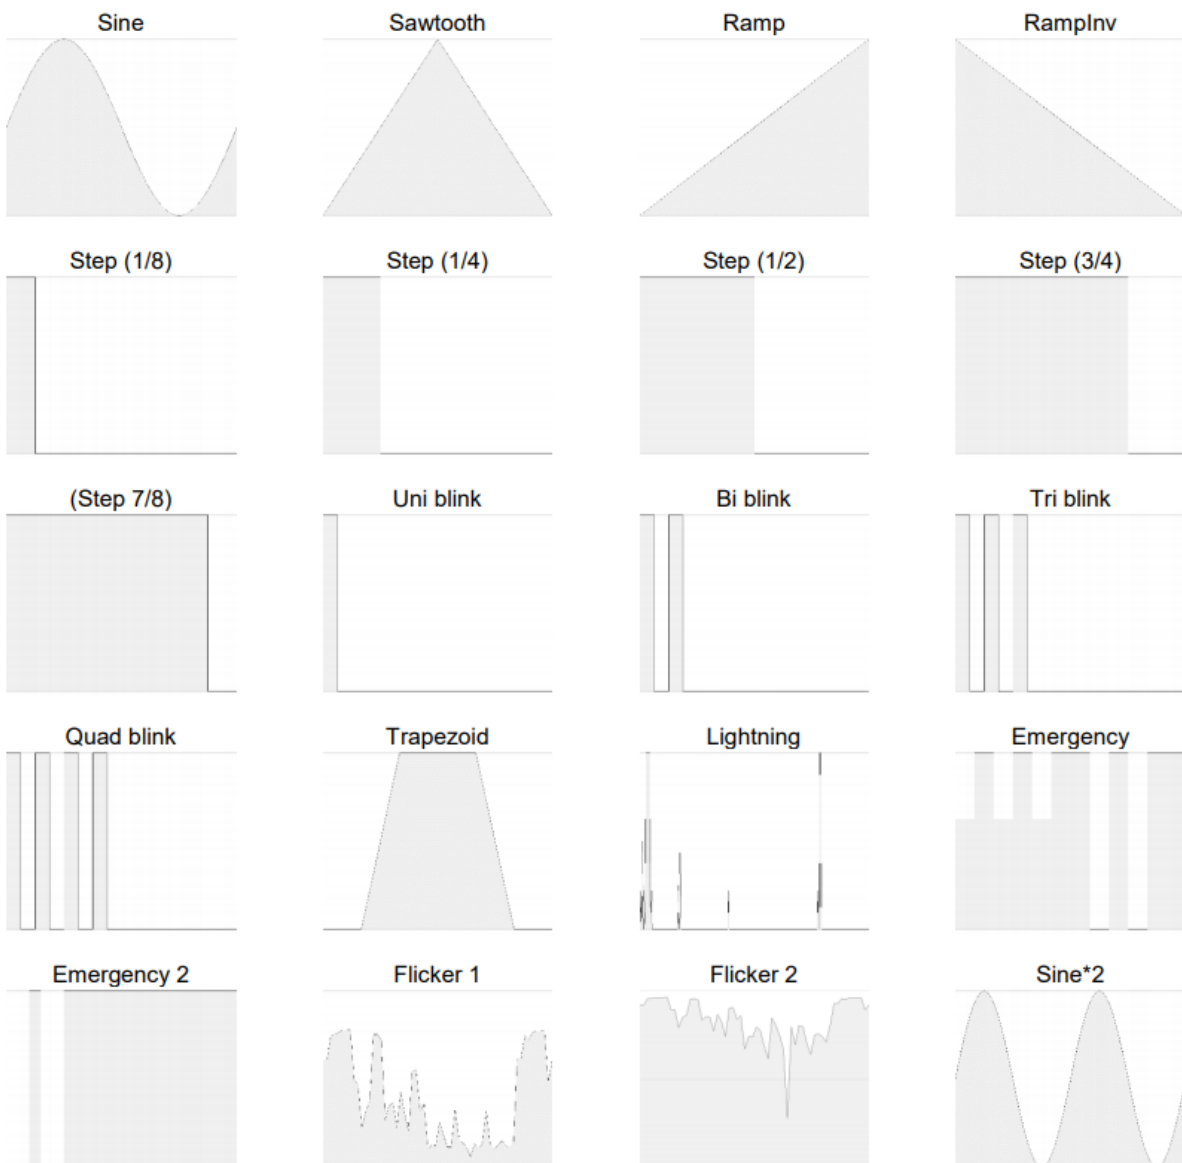 Sine
Sawtooth
Ramp
RampInv
Step (1/8)
Step (1/4)
Step (1/2)
Step (3/4)
(Step 7/8)
Uni blink
Bi blink
Tri blink
Quad blink
Trapezoid
Lightning
Emergency
Emergency 2
Flicker 1
Flicker 2
Sine*2